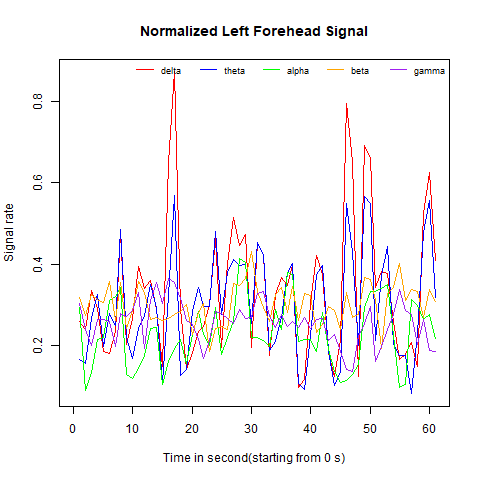 Normalized Left Forehead Signal
delta theta alpha beta gamma
0.8
0.6
0.4
0.2
Signal rate
0 10 20 30 40 50 60
Time in second(starting from 0 s)